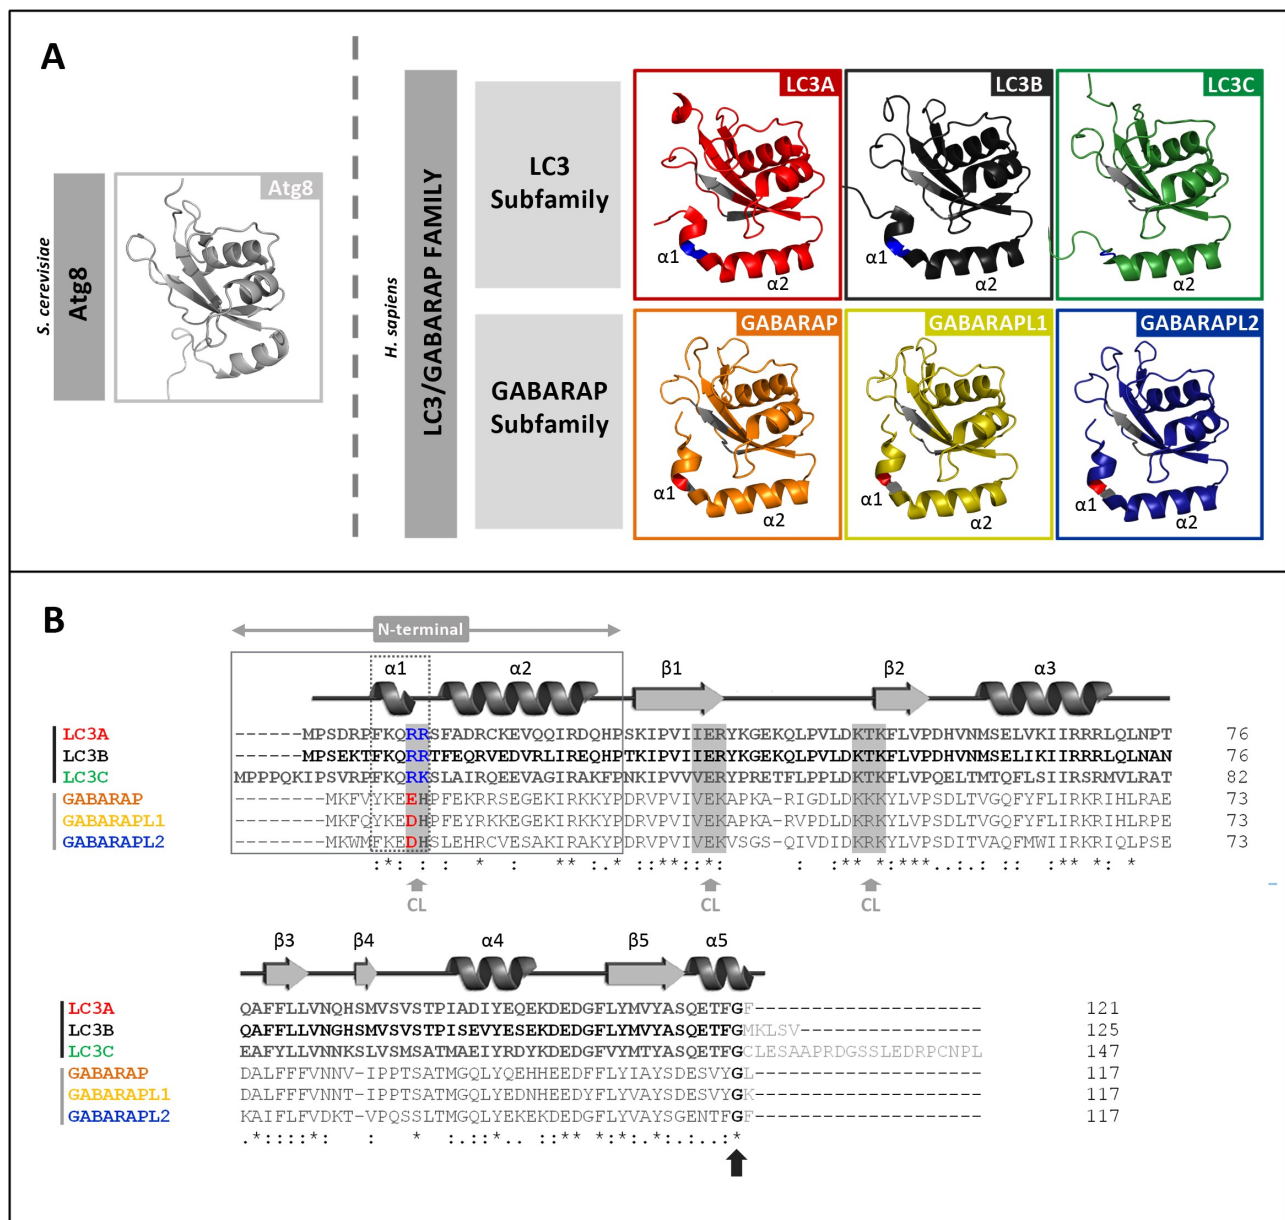 A
S. cerevisiae
Atg8
Atg8
H. sapiens
LC3/GABARAP FAMILY
LC3
Subfamily
GABARAP
Subfamily
LC3A
α1
α2
LC3B
α1
α2
LC3C
α2
GABARAP
α1
α2
GABARAPL1
α1
α2
GABARAPL2
α1
α2
B
N-terminal
α1 α2 β1 β2 α3
LC3A ------MPSDRPFKQRRSFADRCKEVQQIRDQHPSKIPVIIERYKGEKQLPVLDKTKFLVPDHVNMSELVKIIRRRLQLNPT 76
LC3B ------MPSEKTFKQRRTFEQRVEDVRLIREQHPTKIPVIIERYKGEKQLPVLDKTKFLVPDHVNMSELIKIIRRRLQLNAN 76
LC3C MPPPQKIPSVRPFKQRKSLAIRQEEVAGIRAKFPNKIPVVVERYPRETFLPPLDKTKFLVPQELTMTQFLSIIRSRMVLRAT 82
GABARAP --------MKFVYKEEHPFEKRRSEGEKIRKKYPDRVPVIVEKAPKA-RIGDLDKKKYLVPSDLTVGQFYFLIRKRIHLRAE 73
GABARAPL1 --------MKFQYKEDHPFEYRKKEGEKIRKKYPDRVPVIVEKAPKA-RVPDLDKRKYLVPSDLTVGQFYFLIRKRIHLRPE 73
GABARAPL2 --------MKWMFKEDHSLEHRCVESAKIRAKYPDRVPVIVEKVSGS-QIVDIDKRKYLVPSDITVAQFMWIIRKRIQLPSE 73
:*: : * : ** :.* ::**::*: : :** *:***..:.: : :** *: *
CL CL CL
β3 β4 α4 β5 α5
LC3A QAFFLLVNQHSMVSVSTPIADIYEQEKDEDGFLYMVYASQETFGF-------------------- 121
LC3B QAFFLLVNGHSMVSVSTPISEVYESEKDEDGFLYMVYASQETFGMKLSV---------------- 125
LC3C EAFYLLVNNKSLVSMSATMAEIYRDYKDEDGFVYMTYASQETFGCLESAAPRDGSSLEDRPCNPL 147
GABARAP DALFFFVNNV-IPPTSATMGQLYQEHHEEDFFLYIAYSDESVYGL-------------------- 117
GABARAPL1 DALFFFVNNT-IPPTSATMGQLYEDNHEEDYFLYVAYSDESVYGK-------------------- 117
GABARAPL2 KAIFLFVDKT-VPQSSLTMGQLYEKEKDEDGFLYVAYSGENTFGF-------------------- 117
.*::::*: : * :.::*.. ::** *:*:.*:.:..:*